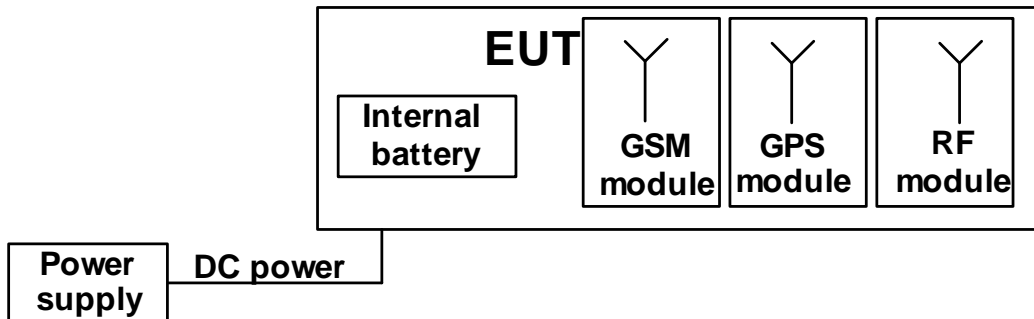 EUT
Internal
battery
GSM
module
GPS
module
RF
module
Power
supply
DC power